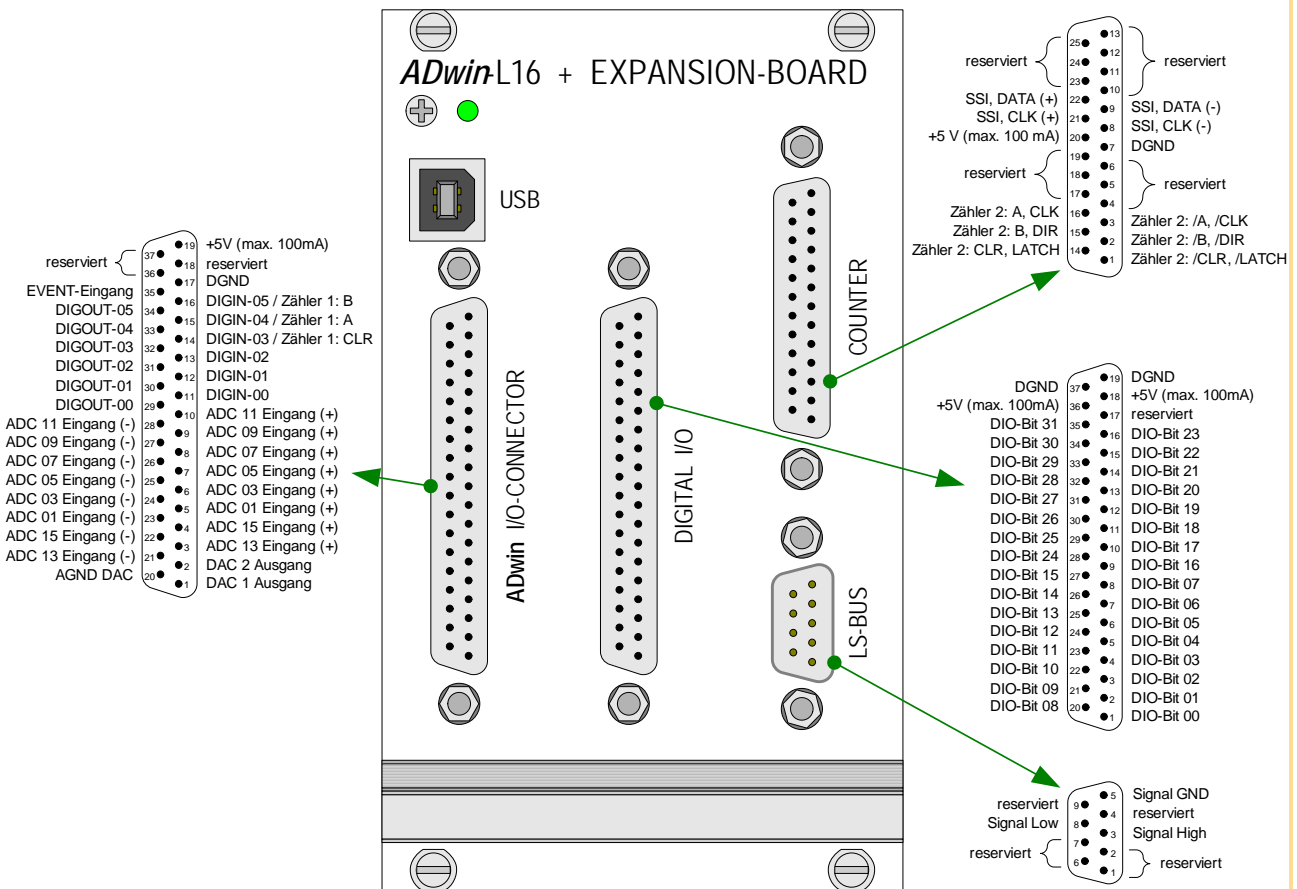 ADwin-L16 + EXPANSION-BOARD
USB
ADwin I/O-CONNECTOR
DIGITAL I/O
COUNTER
LS-BUS
reserviert
37
36
EVENT-Eingang 35
DIGOUT-05 34
DIGOUT-04 33
DIGOUT-03 32
DIGOUT-02 31
DIGOUT-01 30
DIGOUT-00 29
ADC 11 Eingang (-) 28
ADC 09 Eingang (-) 27
ADC 07 Eingang (-) 26
ADC 05 Eingang (-) 25
ADC 03 Eingang (-) 24
ADC 01 Eingang (-) 23
ADC 15 Eingang (-) 22
ADC 13 Eingang (-) 21
AGND DAC 20
19 +5V (max. 100mA)
18 reserviert
17 DGND
16 DIGIN-05 / Zähler 1: B
15 DIGIN-04 / Zähler 1: A
14 DIGIN-03 / Zähler 1: CLR
13 DIGIN-02
12 DIGIN-01
11 DIGIN-00
10 ADC 11 Eingang (+)
9 ADC 09 Eingang (+)
8 ADC 07 Eingang (+)
7 ADC 05 Eingang (+)
6 ADC 03 Eingang (+)
5 ADC 01 Eingang (+)
4 ADC 15 Eingang (+)
3 ADC 13 Eingang (+)
2 DAC 2 Ausgang
1 DAC 1 Ausgang
reserviert
25
24
23
SSI, DATA (+) 22
SSI, CLK (+) 21
+5 V (max. 100 mA) 20
reserviert
19
18
17
Zähler 2: A, CLK 16
Zähler 2: B, DIR 15
Zähler 2: CLR, LATCH 14
13
12
11
10
reserviert
9 SSI, DATA (-)
8 SSI, CLK (-)
7 DGND
6
5
4
reserviert
3 Zähler 2: /A, /CLK
2 Zähler 2: /B, /DIR
1 Zähler 2: /CLR, /LATCH
DGND 37
+5V (max. 100mA) 36
DIO-Bit 31 35
DIO-Bit 30 34
DIO-Bit 29 33
DIO-Bit 28 32
DIO-Bit 27 31
DIO-Bit 26 30
DIO-Bit 25 29
DIO-Bit 24 28
DIO-Bit 15 27
DIO-Bit 14 26
DIO-Bit 13 25
DIO-Bit 12 24
DIO-Bit 11 23
DIO-Bit 10 22
DIO-Bit 09 21
DIO-Bit 08 20
19 DGND
18 +5V (max. 100mA)
17 reserviert
16 DIO-Bit 23
15 DIO-Bit 22
14 DIO-Bit 21
13 DIO-Bit 20
12 DIO-Bit 19
11 DIO-Bit 18
10 DIO-Bit 17
9 DIO-Bit 16
8 DIO-Bit 07
7 DIO-Bit 06
6 DIO-Bit 05
5 DIO-Bit 04
4 DIO-Bit 03
3 DIO-Bit 02
2 DIO-Bit 01
1 DIO-Bit 00
reserviert 9
Signal Low 8
reserviert
7
6
5 Signal GND
4 reserviert
3 Signal High
2
1
reserviert